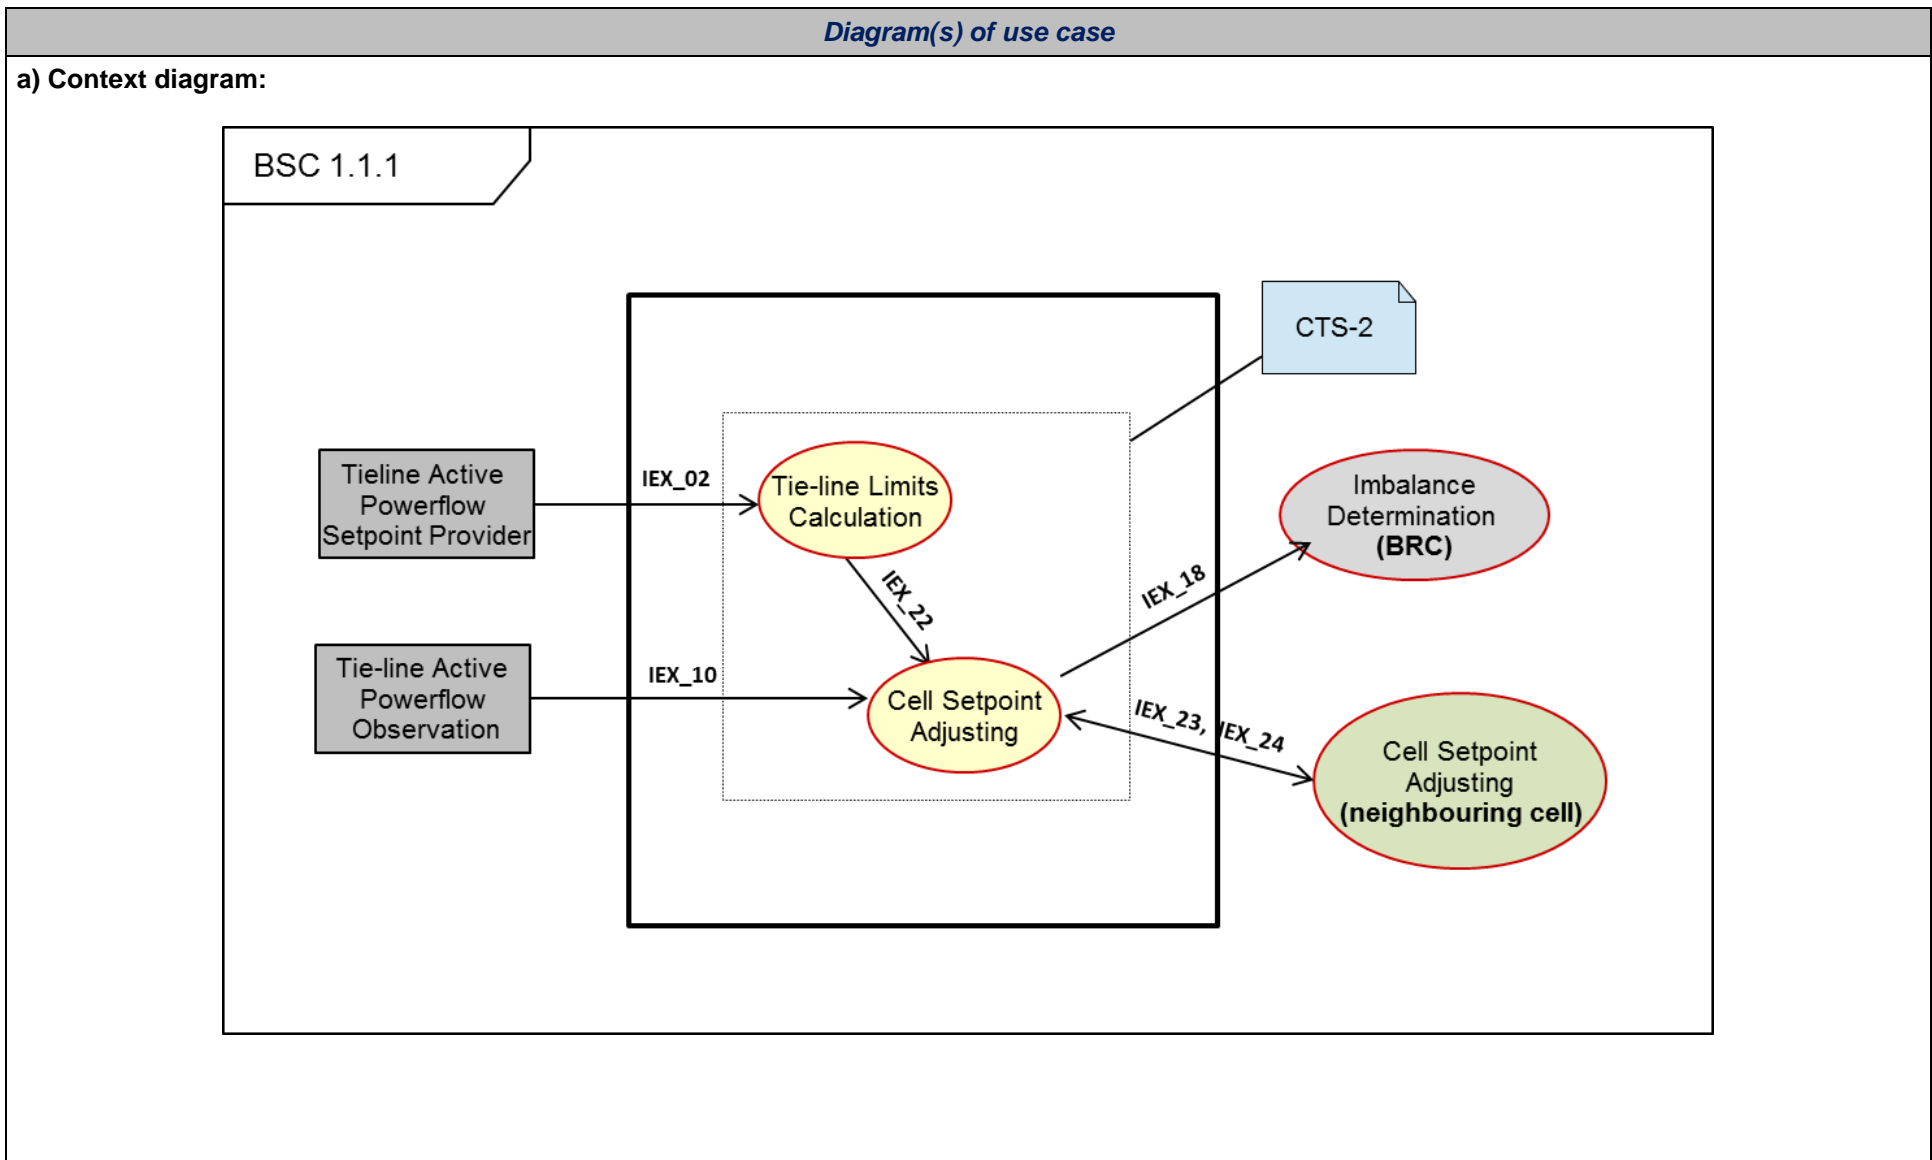 Diagram(s) of use case
a) Context diagram:
BSC 1.1.1
CTS-2
Tieline Active
Powerflow
Setpoint Provider
IEX_02
Tie-line Limits
Calculation
Imbalance
Determination
(BRC)
IEX_22
IEX_18
Tie-line Active
Powerflow
Observation
IEX_10
Cell Setpoint
Adjusting
IEX_23, IEX_24
Cell Setpoint
Adjusting
(neighbouring cell)